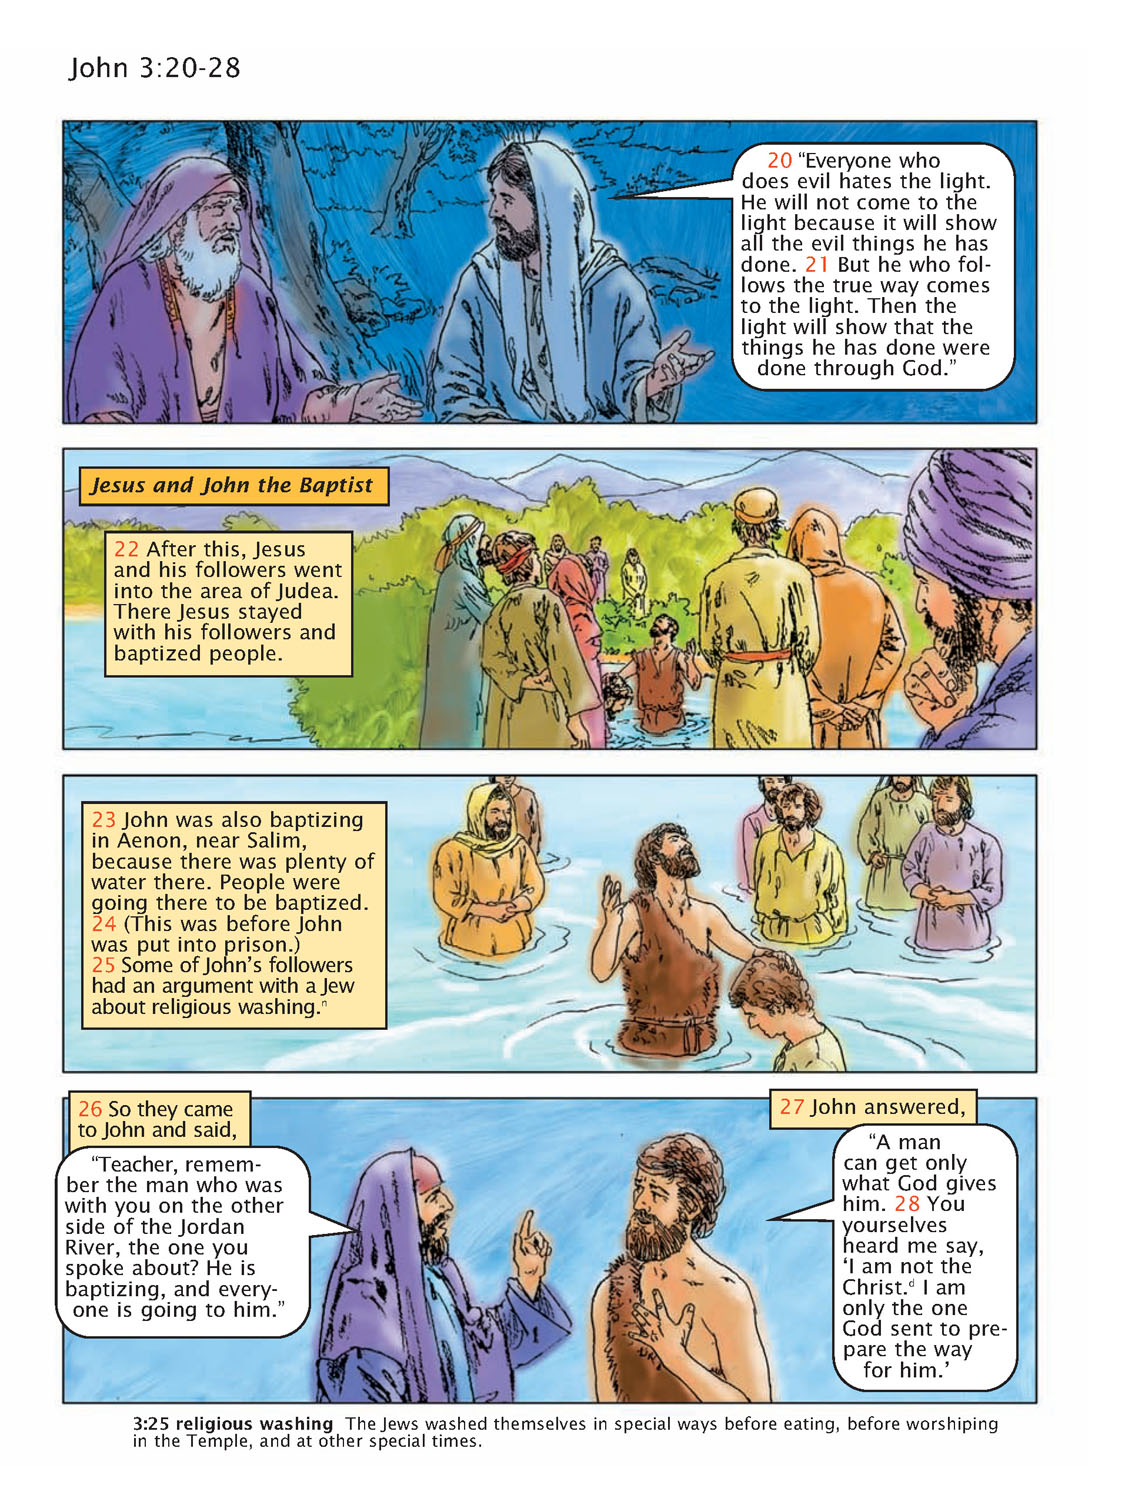 John 3:20-28
20 “Everyone who
does evil hates the light.
He will not come to the
light because it will show
all the evil things he has
done. 21 But he who fol-
lows the true way comes
to the light. Then the
light will show that the
things he has done were
done through God.”
Jesus and John the Baptist
22 After this, Jesus
and his followers went
into the area of Judea.
There Jesus stayed
with his followers and
baptized people.
23 John was also baptizing
in Aenon, near Salim,
because there was plenty of
water there. People were
going there to be baptized.
24 (This was before John
was put into prison.)
25 Some of John’s followers
had an argument with a Jew
about religious washing.ⁿ
26 So they came
to John and said,
“Teacher, remem-
ber the man who was
with you on the other
side of the Jordan
River, the one you
spoke about? He is
baptizing, and every-
one is going to him.”
27 John answered,
“A man
can get only
what God gives
him. 28 You
yourselves
heard me say,
‘I am not the
Christ.ᵈ I am
only the one
God sent to pre-
pare the way
for him.’
3:25 religious washing The Jews washed themselves in special ways before eating, before worshiping
in the Temple, and at other special times.